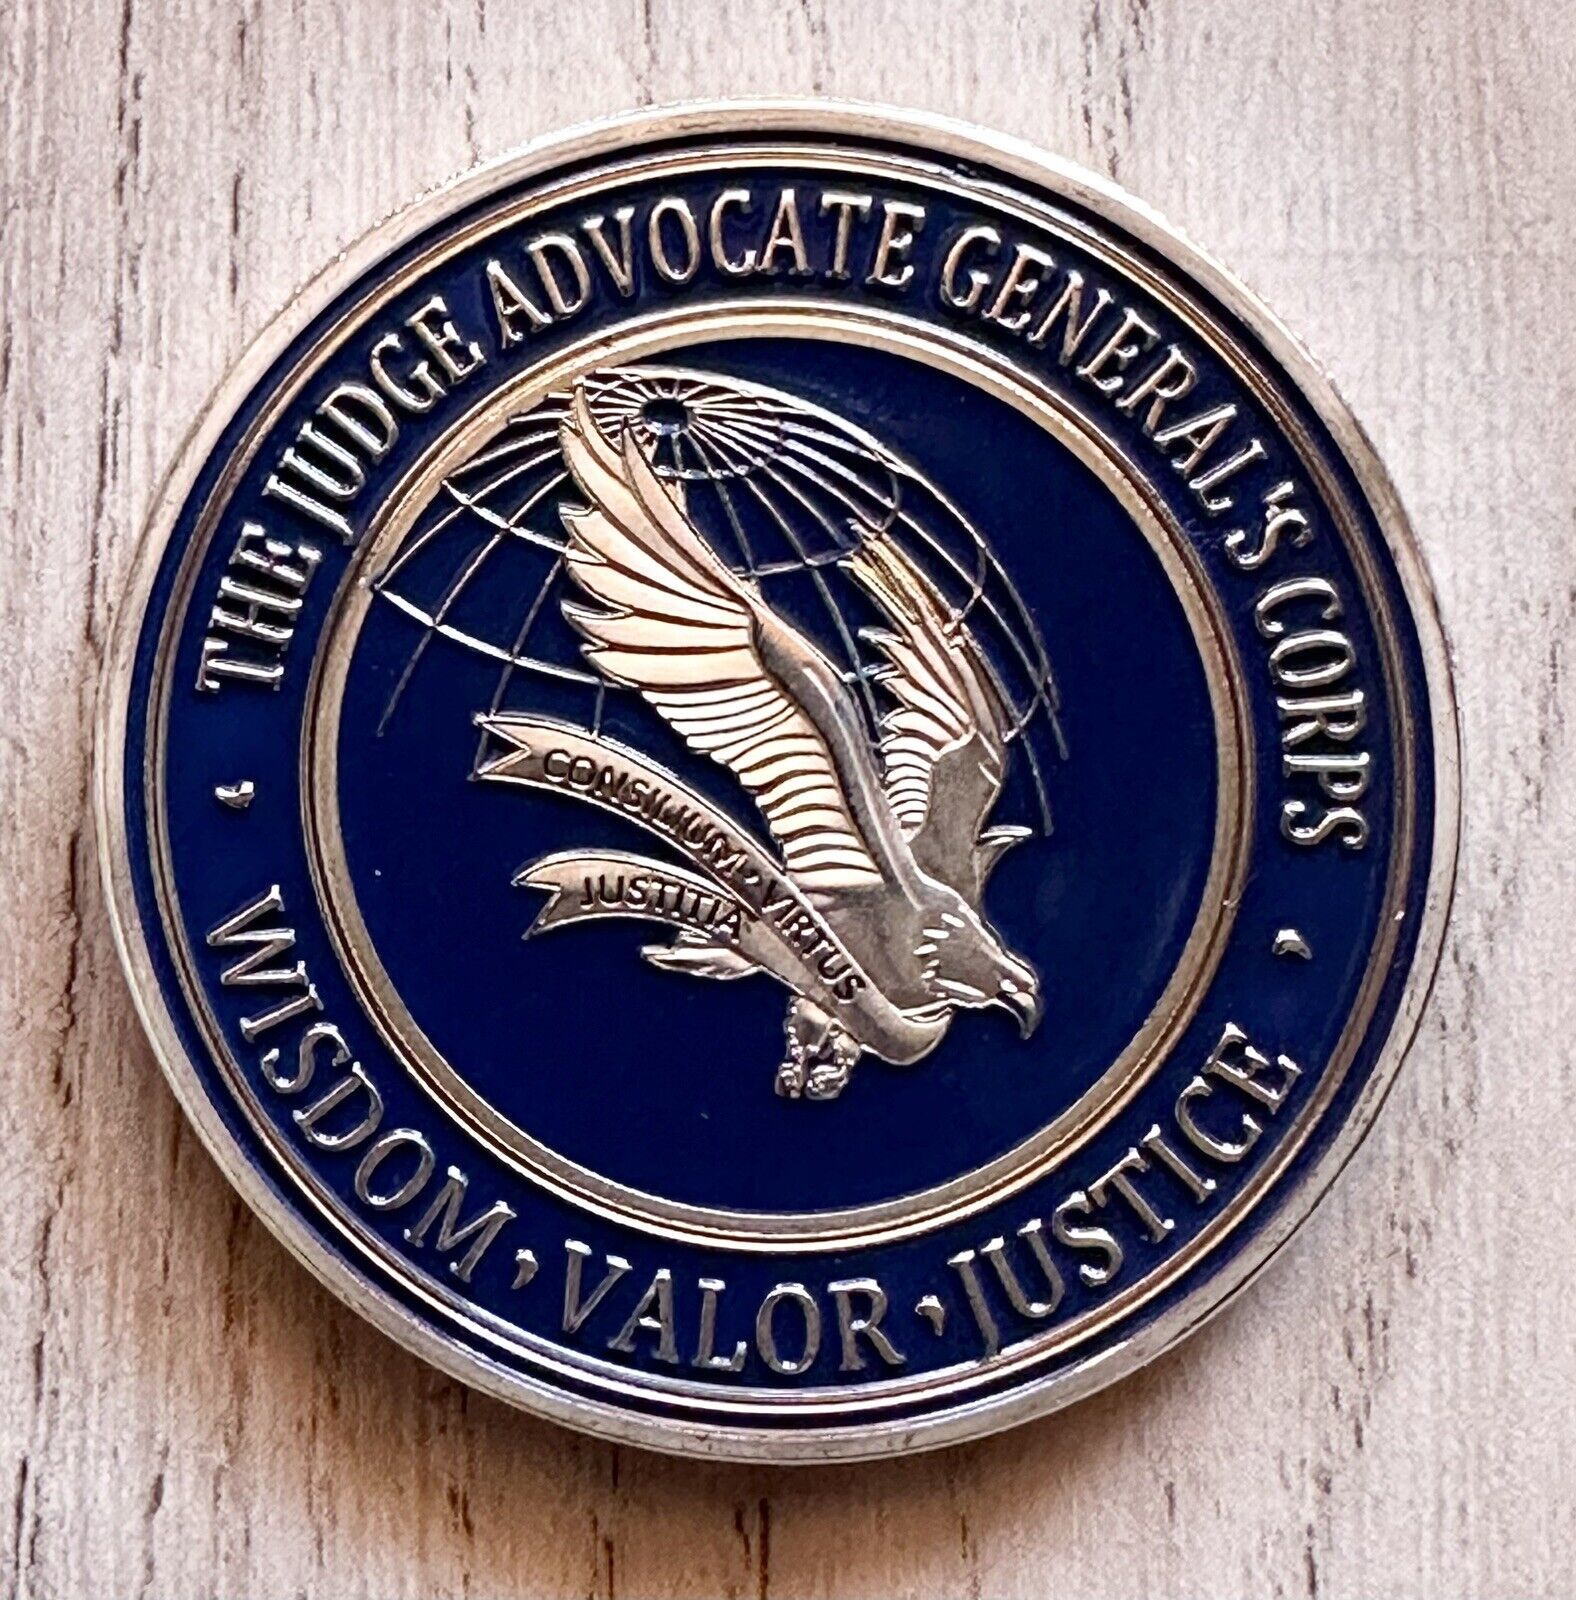 THE JUDGE ADVOCATE GENERAL'S CORPS
CONSILIUM · VIRTUS
JUSTITIA
WISDOM · VALOR · JUSTICE